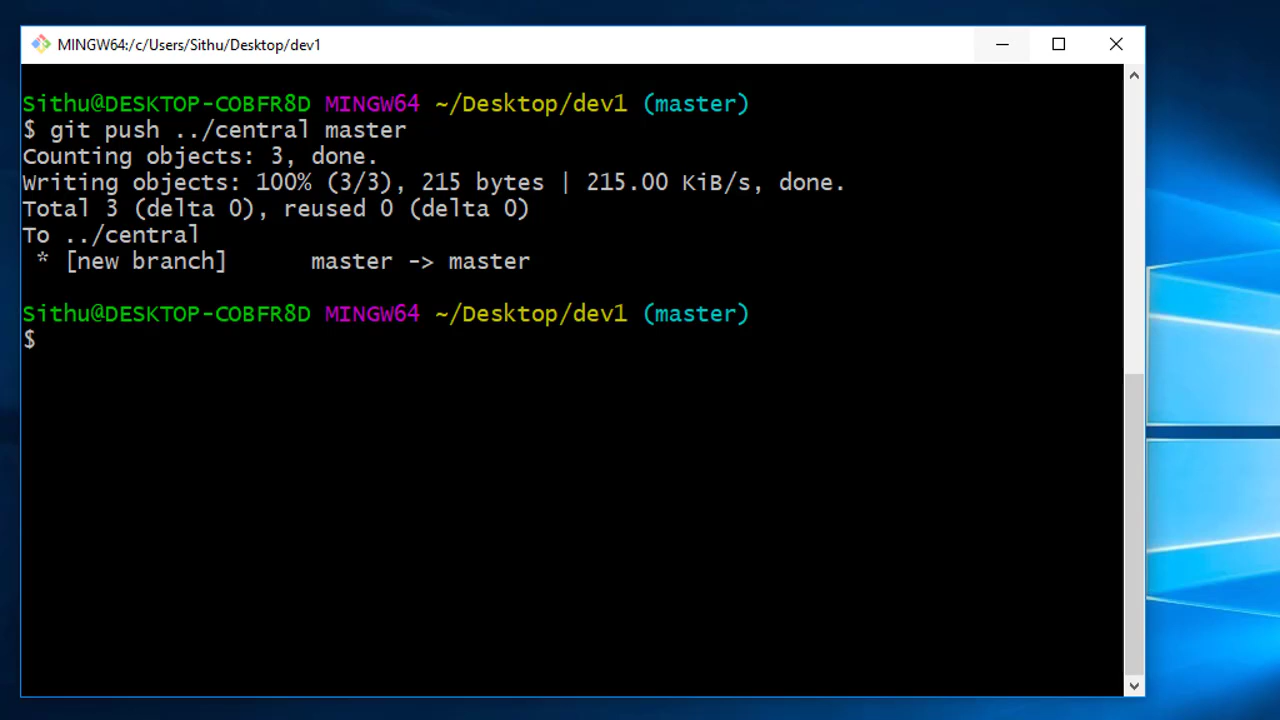 MINGW64:/c/Users/Sithu/Desktop/dev1
Sithu@DESKTOP-COBFR8D MINGW64 ~/Desktop/dev1 (master)
$ git push ../central master
Counting objects: 3, done.
Writing objects: 100% (3/3), 215 bytes | 215.00 KiB/s, done.
Total 3 (delta 0), reused 0 (delta 0)
To ../central
 * [new branch]      master -> master
Sithu@DESKTOP-COBFR8D MINGW64 ~/Desktop/dev1 (master)
$